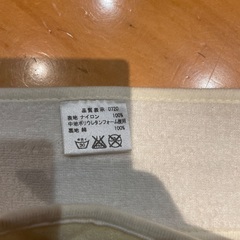 品質表示 0720
表地 ナイロン 100%
中地ポリウレタンフォーム使用
裏地 綿 100%